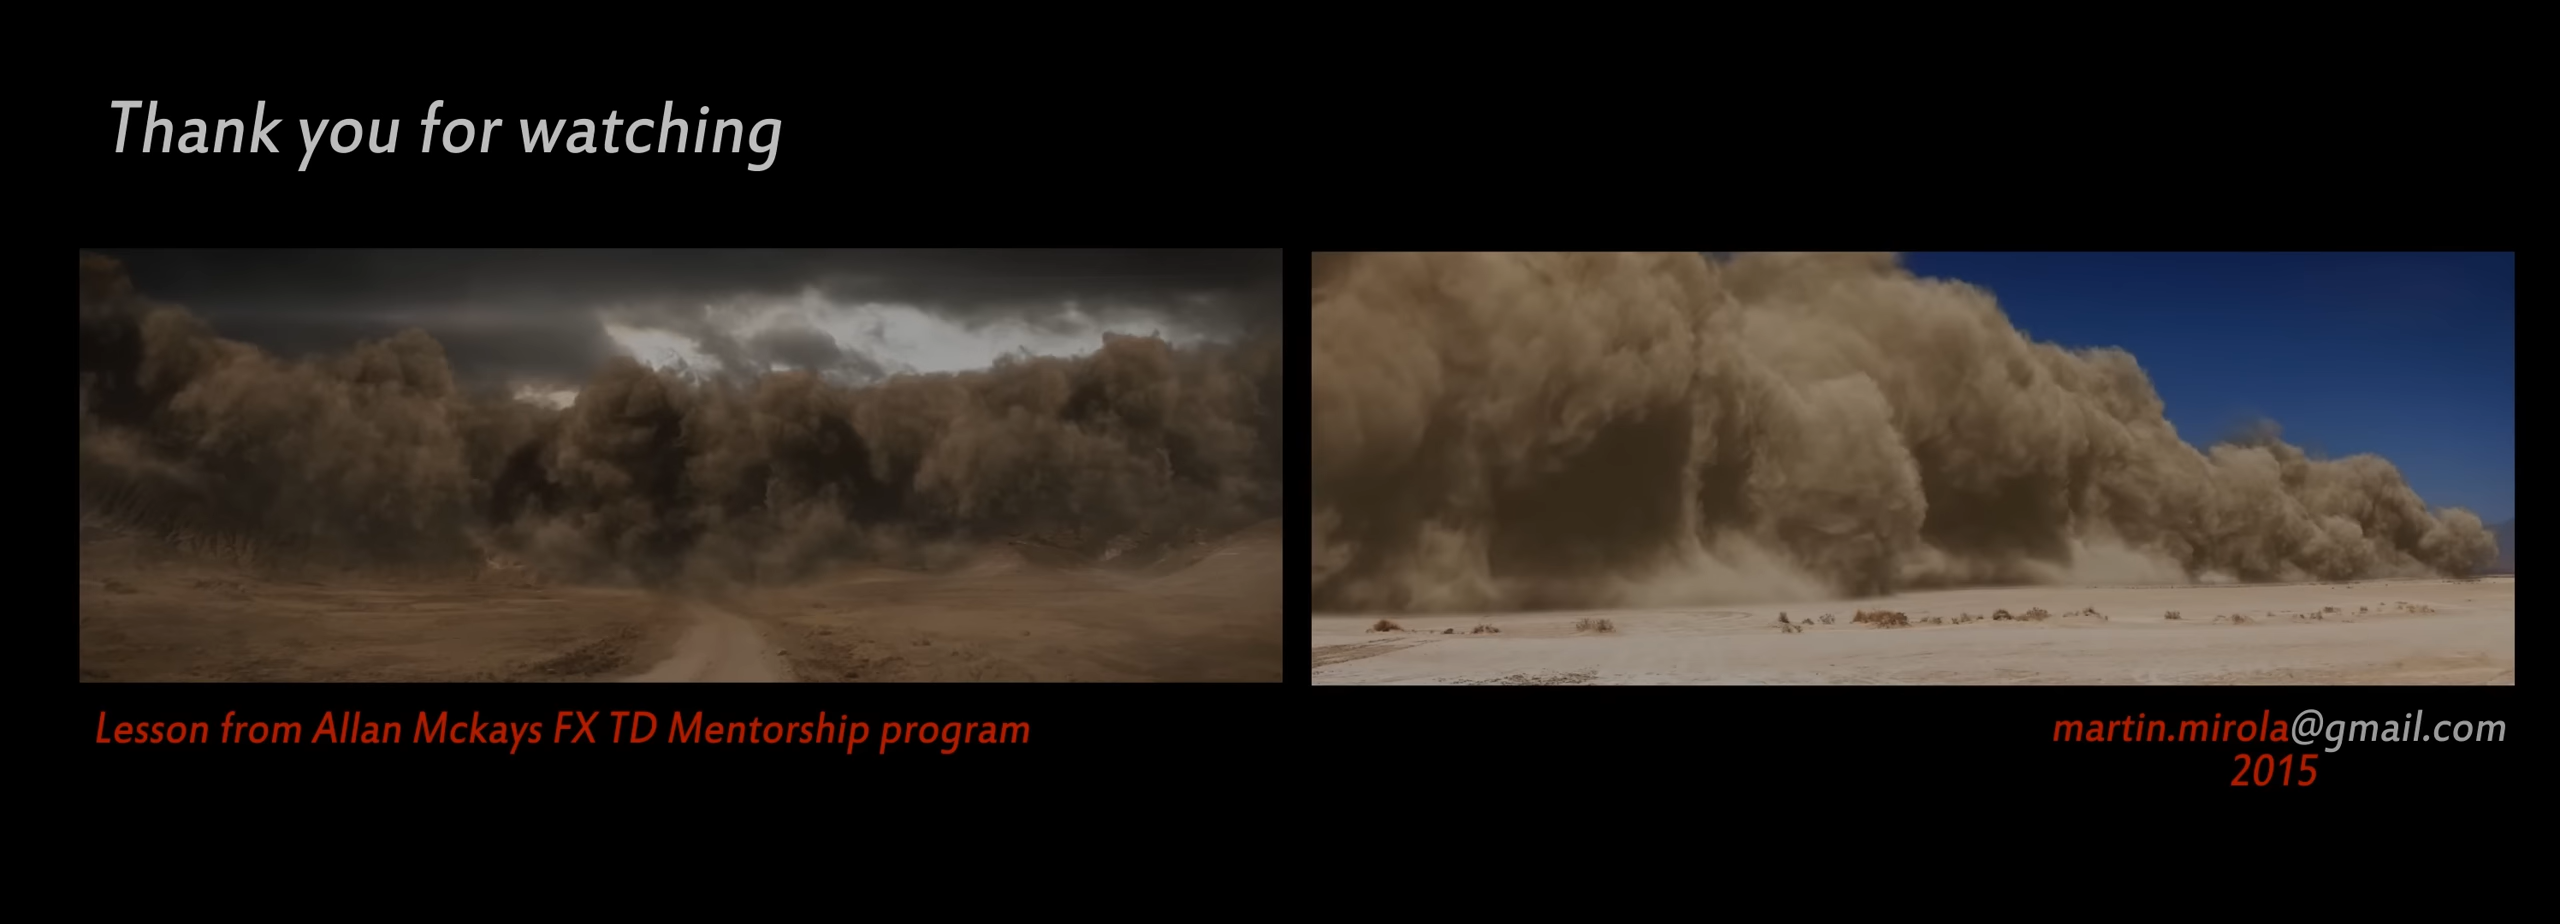 Thank you for watching
Lesson from Allan Mckays FX TD Mentorship program
martin.mirola@gmail.com
2015